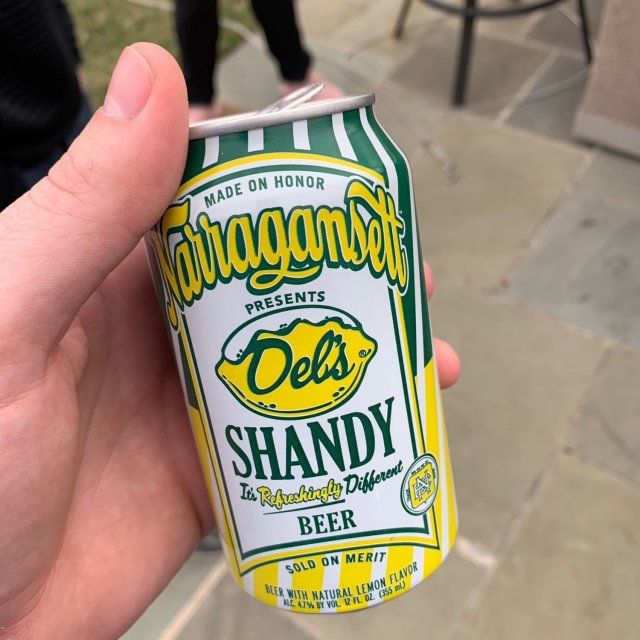 MADE ON HONOR
Narragansett
PRESENTS
Del's ®
SHANDY
It's Refreshingly Different
BEER
SOLD ON MERIT
BEER WITH NATURAL LEMON FLAVOR
ALC. 4.7% BY VOL. 12 FL. OZ. (355 mL)